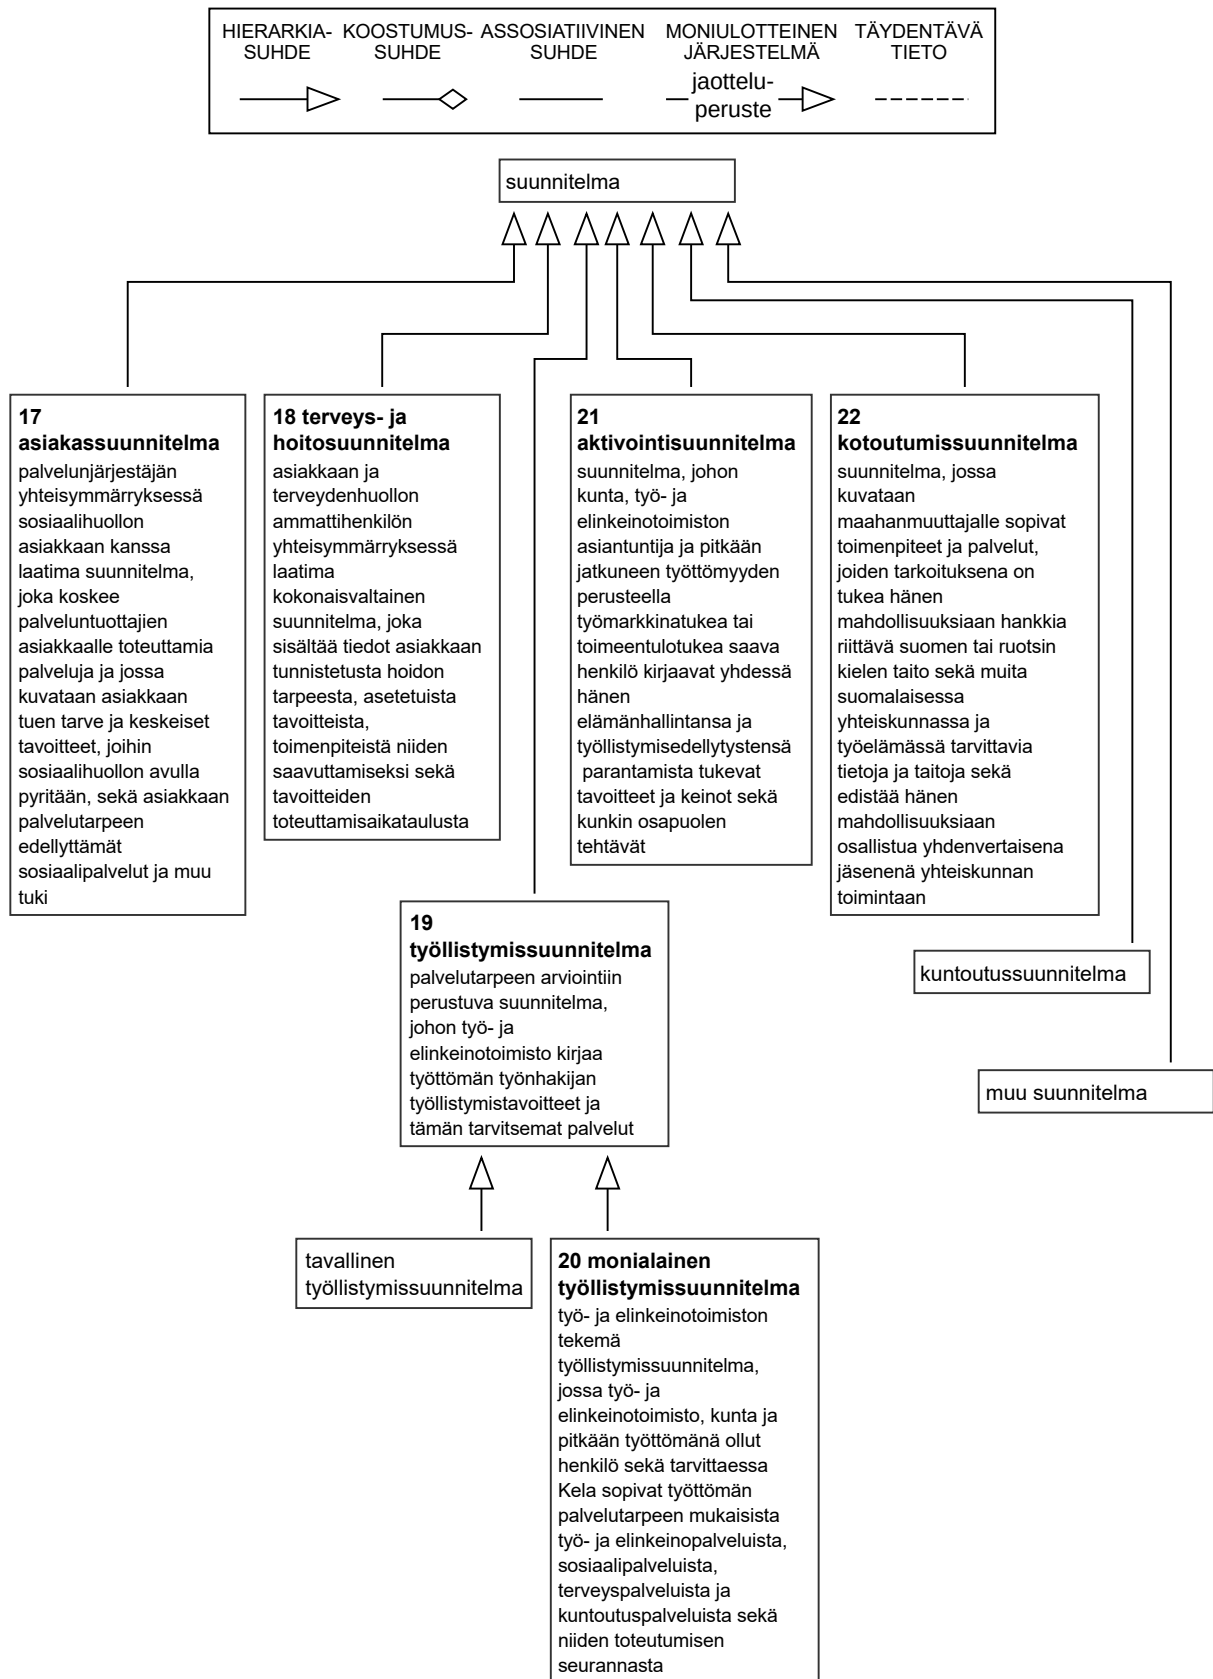 HIERARKIA-
SUHDE
KOOSTUMUS-
SUHDE
ASSOSIATIIVINEN
SUHDE
MONIULOTTEINEN
JÄRJESTELMÄ
jaottelu-
peruste
TÄYDENTÄVÄ
TIETO
suunnitelma
17
asiakassuunnitelma
palvelunjärjestäjän
yhteisymmärryksessä
sosiaalihuollon
asiakkaan kanssa
laatima suunnitelma,
joka koskee
palveluntuottajien
asiakkaalle toteuttamia
palveluja ja jossa
kuvataan asiakkaan
tuen tarve ja keskeiset
tavoitteet, joihin
sosiaalihuollon avulla
pyritään, sekä asiakkaan
palvelutarpeen
edellyttämät
sosiaalipalvelut ja muu
tuki
18 terveys- ja
hoitosuunnitelma
asiakkaan ja
terveydenhuollon
ammattihenkilön
yhteisymmärryksessä
laatima
kokonaisvaltainen
suunnitelma, joka
sisältää tiedot asiakkaan
tunnistetusta hoidon
tarpeesta, asetetuista
tavoitteista,
toimenpiteistä niiden
saavuttamiseksi sekä
tavoitteiden
toteuttamisaikataulusta
21
aktivointisuunnitelma
suunnitelma, johon
kunta, työ- ja
elinkeinotoimiston
asiantuntija ja pitkään
jatkuneen työttömyyden
perusteella
työmarkkinatukea tai
toimeentulotukea saava
henkilö kirjaavat yhdessä
hänen
elämänhallintansa ja
työllistymisedellytystensä
parantamista tukevat
tavoitteet ja keinot sekä
kunkin osapuolen
tehtävät
22
kotoutumissuunnitelma
suunnitelma, jossa
kuvataan
maahanmuuttajalle sopivat
toimenpiteet ja palvelut,
joiden tarkoituksena on
tukea hänen
mahdollisuuksiaan hankkia
riittävä suomen tai ruotsin
kielen taito sekä muita
suomalaisessa
yhteiskunnassa ja
työelämässä tarvittavia
tietoja ja taitoja sekä
edistää hänen
mahdollisuuksiaan
osallistua yhdenvertaisena
jäsenenä yhteiskunnan
toimintaan
19
työllistymissuunnitelma
palvelutarpeen arviointiin
perustuva suunnitelma,
johon työ- ja
elinkeinotoimisto kirjaa
työttömän työnhakijan
työllistymistavoitteet ja
tämän tarvitsemat palvelut
kuntoutussuunnitelma
muu suunnitelma
tavallinen
työllistymissuunnitelma
20 monialainen
työllistymissuunnitelma
työ- ja elinkeinotoimiston
tekemä
työllistymissuunnitelma,
jossa työ- ja
elinkeinotoimisto, kunta ja
pitkään työttömänä ollut
henkilö sekä tarvittaessa
Kela sopivat työttömän
palvelutarpeen mukaisista
työ- ja elinkeinopalveluista,
sosiaalipalveluista,
terveyspalveluista ja
kuntoutuspalveluista sekä
niiden toteutumisen
seurannasta